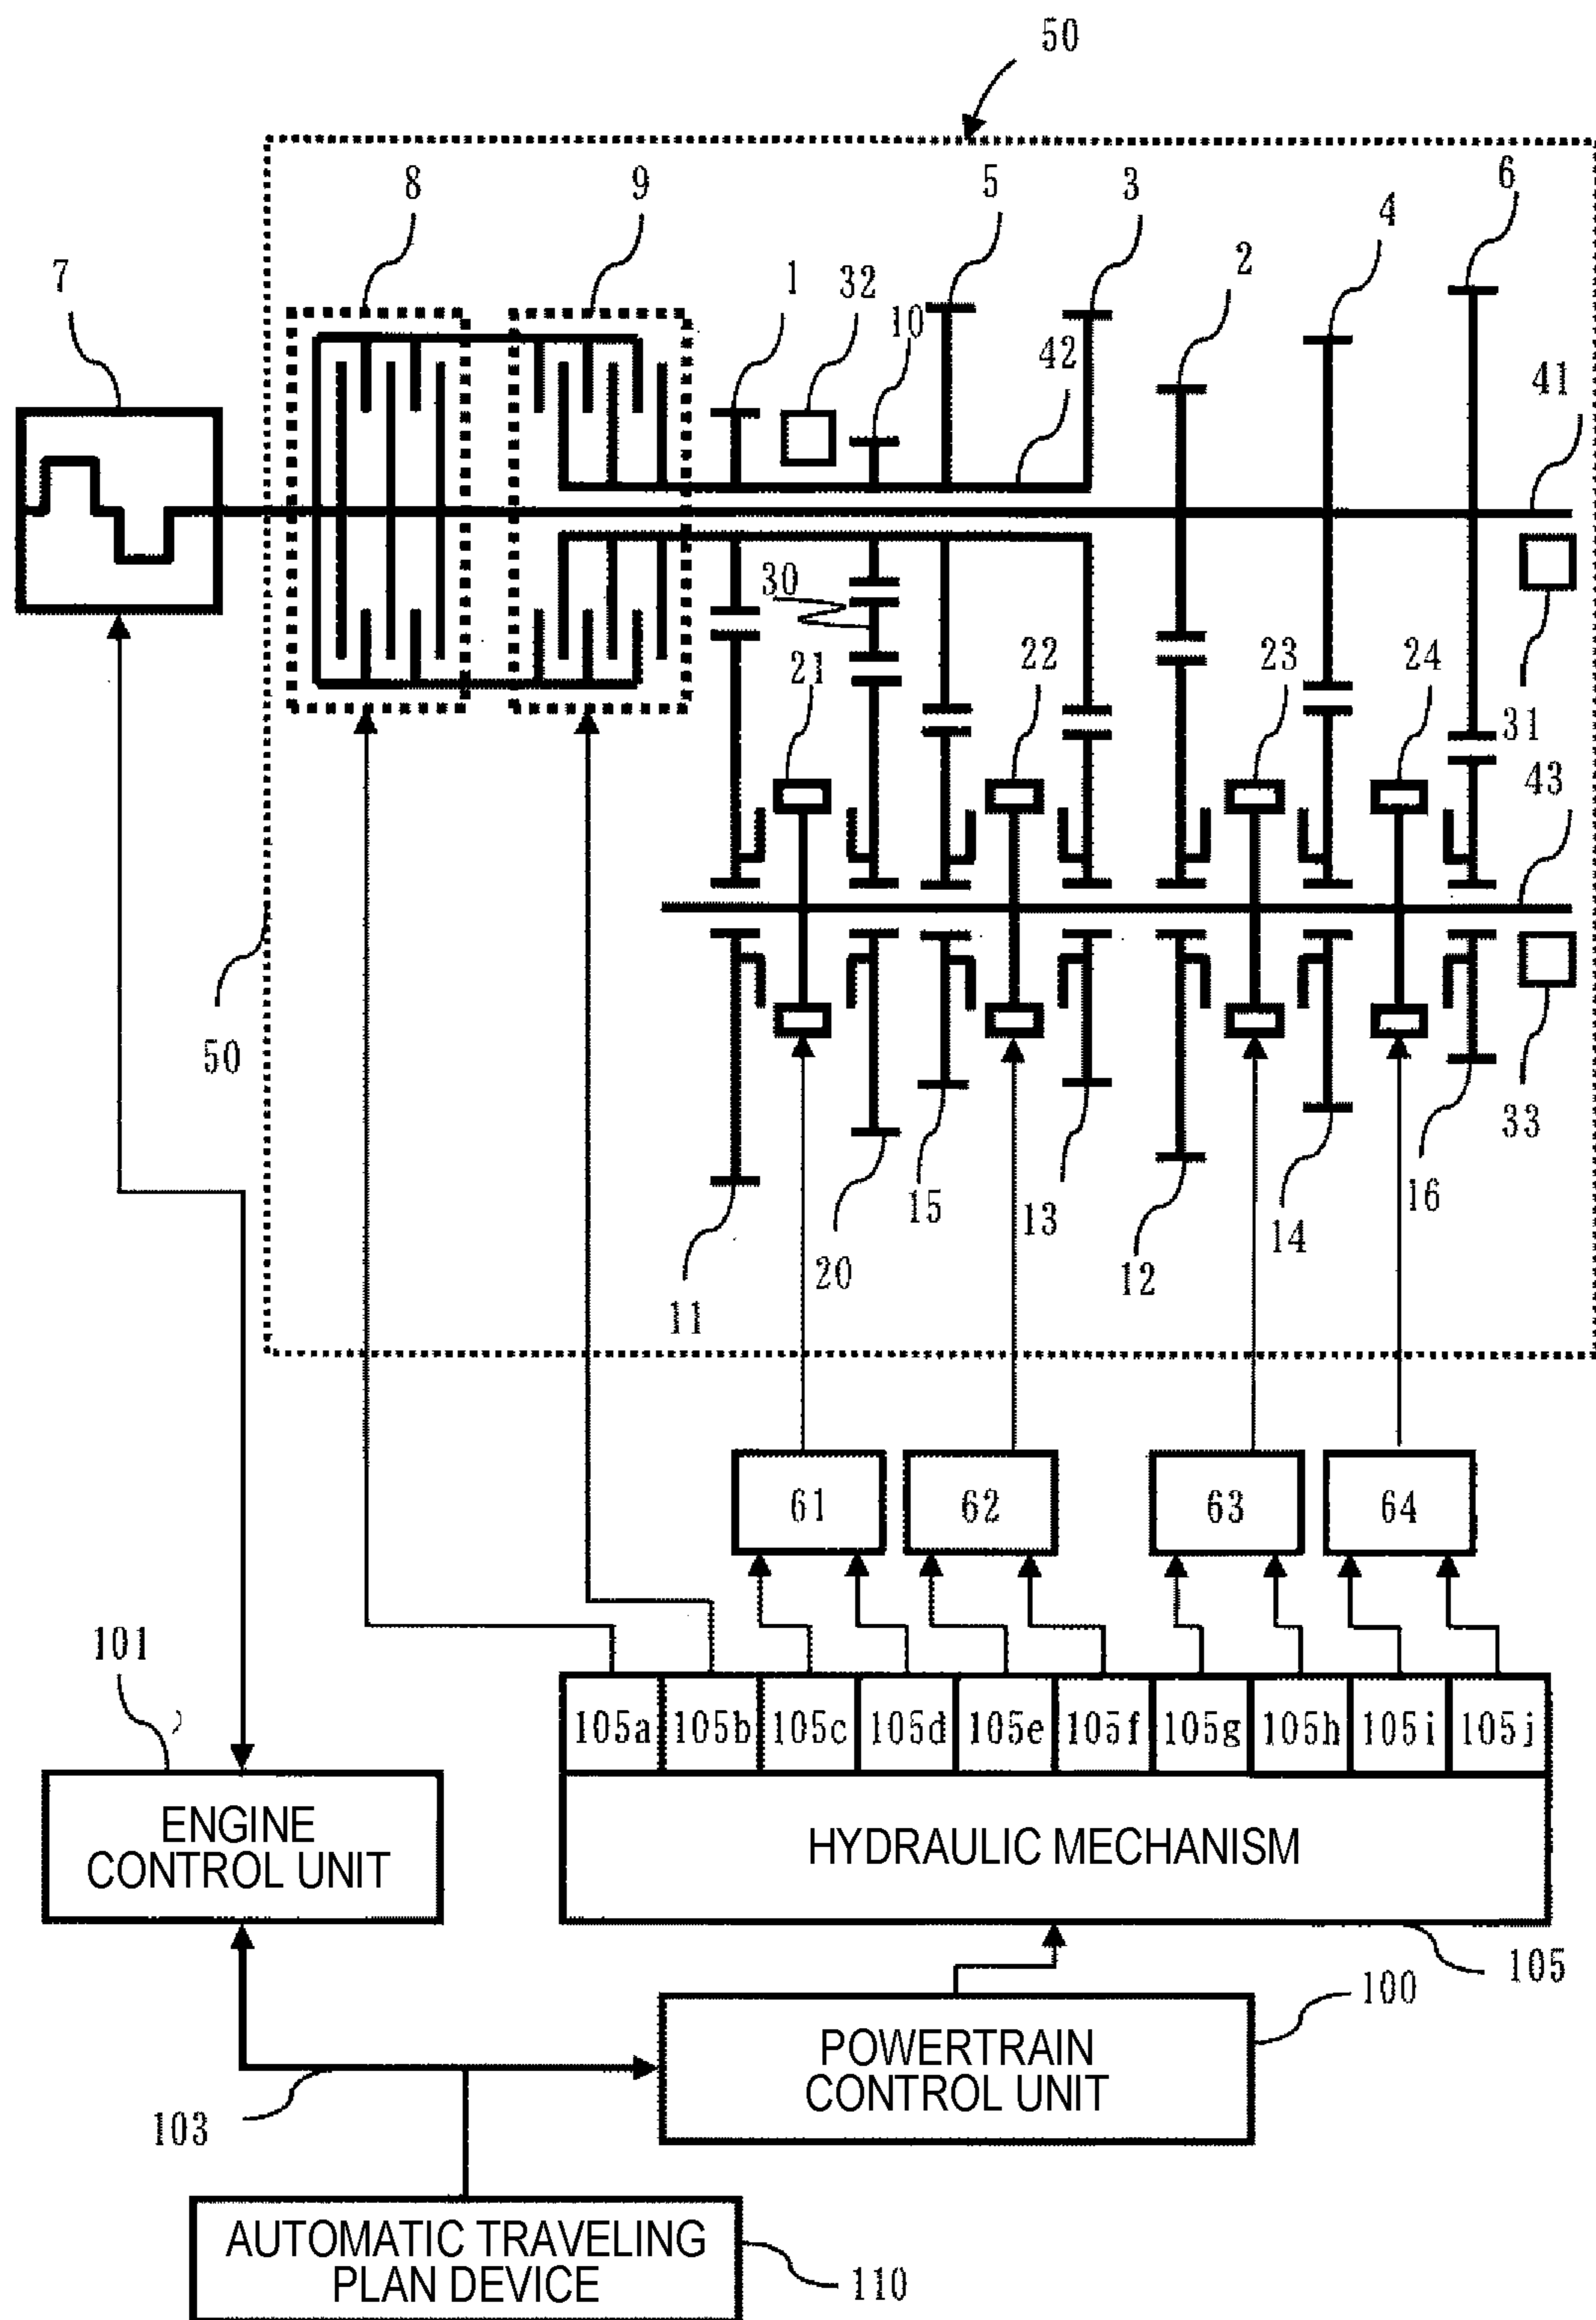 50
8
9
5
3
6
7
1
32
10
2
4
42
41
30
21
22
23
24
31
43
50
33
15
13
14
16
20
12
11
61
62
63
64
101
105a
105b
105c
105d
105e
105f
105g
105h
105i
105j
ENGINE
CONTROL UNIT
HYDRAULIC MECHANISM
105
100
POWERTRAIN
CONTROL UNIT
103
AUTOMATIC TRAVELING
PLAN DEVICE
110